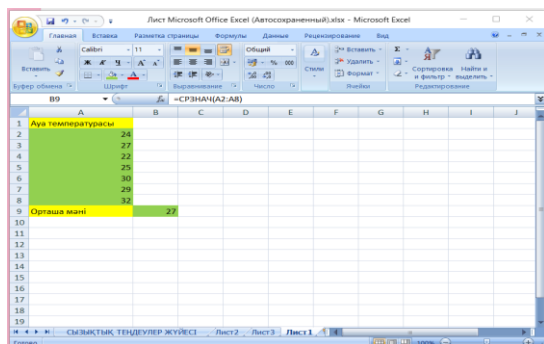 Лист Microsoft Office Excel (Автосохраненный).xlsx - Microsoft Excel
Главная Вставка Разметка страницы Формулы Данные Рецензирование Вид
Calibri 11 Общий Вставить Σ
Ж К Ч % 000 Удалить
Вставить Стили Формат Сортировка и фильтр Найти и выделить
Буфер обмена Шрифт Выравнивание Число Ячейки Редактирование
B9 fx =СРЗНАЧ(A2:A8)
A B C D E F G H I J
1 Ауа температурасы
2 24
3 27
4 22
5 25
6 30
7 29
8 32
9 Орташа мәні 27
10
11
12
13
14
15
16
17
18
19
СЫЗЫҚТЫҚ ТЕҢДЕУЛЕР ЖҮЙЕСІ Лист2 Лист3 Лист1
Готово 100%